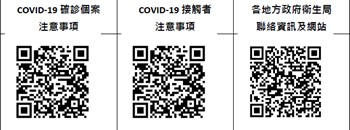 COVID-19 確診個案
注意事項
COVID-19 接觸者
注意事項
各地方政府衛生局
聯絡資訊及網站